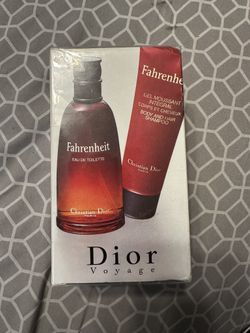 Fahrenheit
EAU DE TOILETTE
Christian Dior
Fahrenheit
GEL MOUSSANT
INTEGRAL
CORPS ET CHEVEUX
BODY AND HAIR
SHAMPOO
Christian Dior
Dior
Voyage